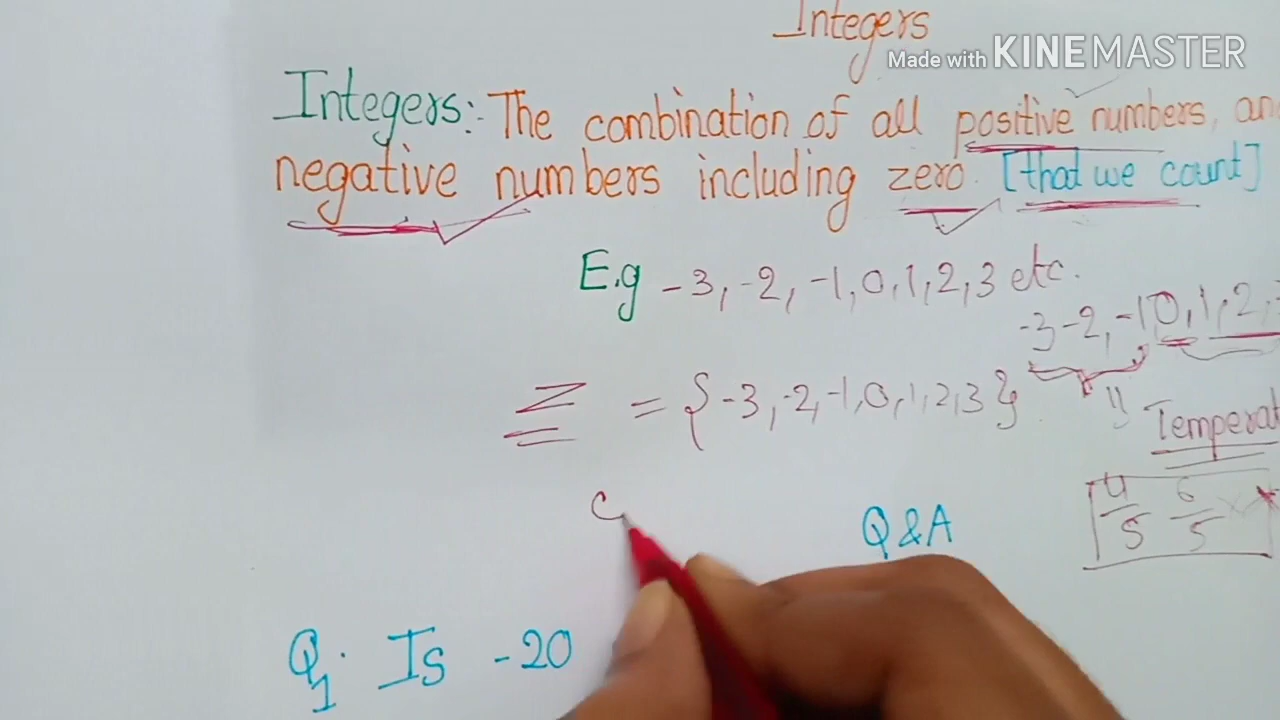 Integers
Made with KINEMASTER
Integers:- The combination of all positive numbers, an
negative numbers including zero. [that we count]
E.g -3, -2, -1, 0, 1, 2, 3 etc.
-3 -2, -1 0, 1, 2,
Z = {-3, -2, -1, 0, 1, 2, 3}
Temperat
4/5 6/5
Q & A
Q1. Is -20